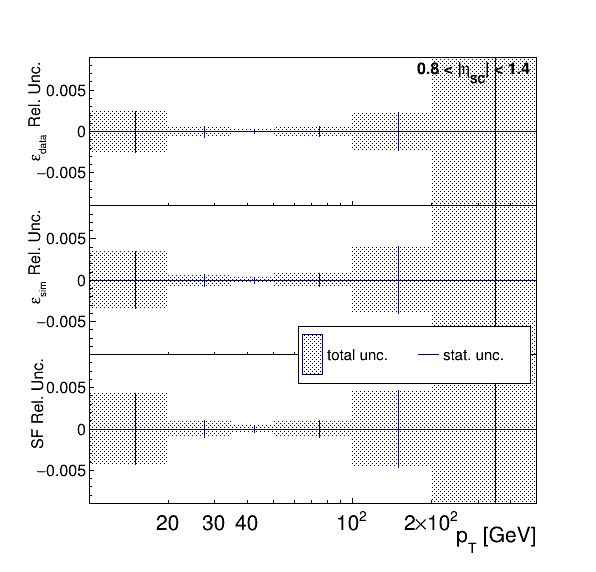 0.8 < |η_SC| < 1.4
ε_data Rel. Unc.
0.005
0
−0.005
ε_sim Rel. Unc.
0.005
0
−0.005
total unc. stat. unc.
SF Rel. Unc.
0.005
0
−0.005
20 30 40 10² 2×10²
p_T [GeV]